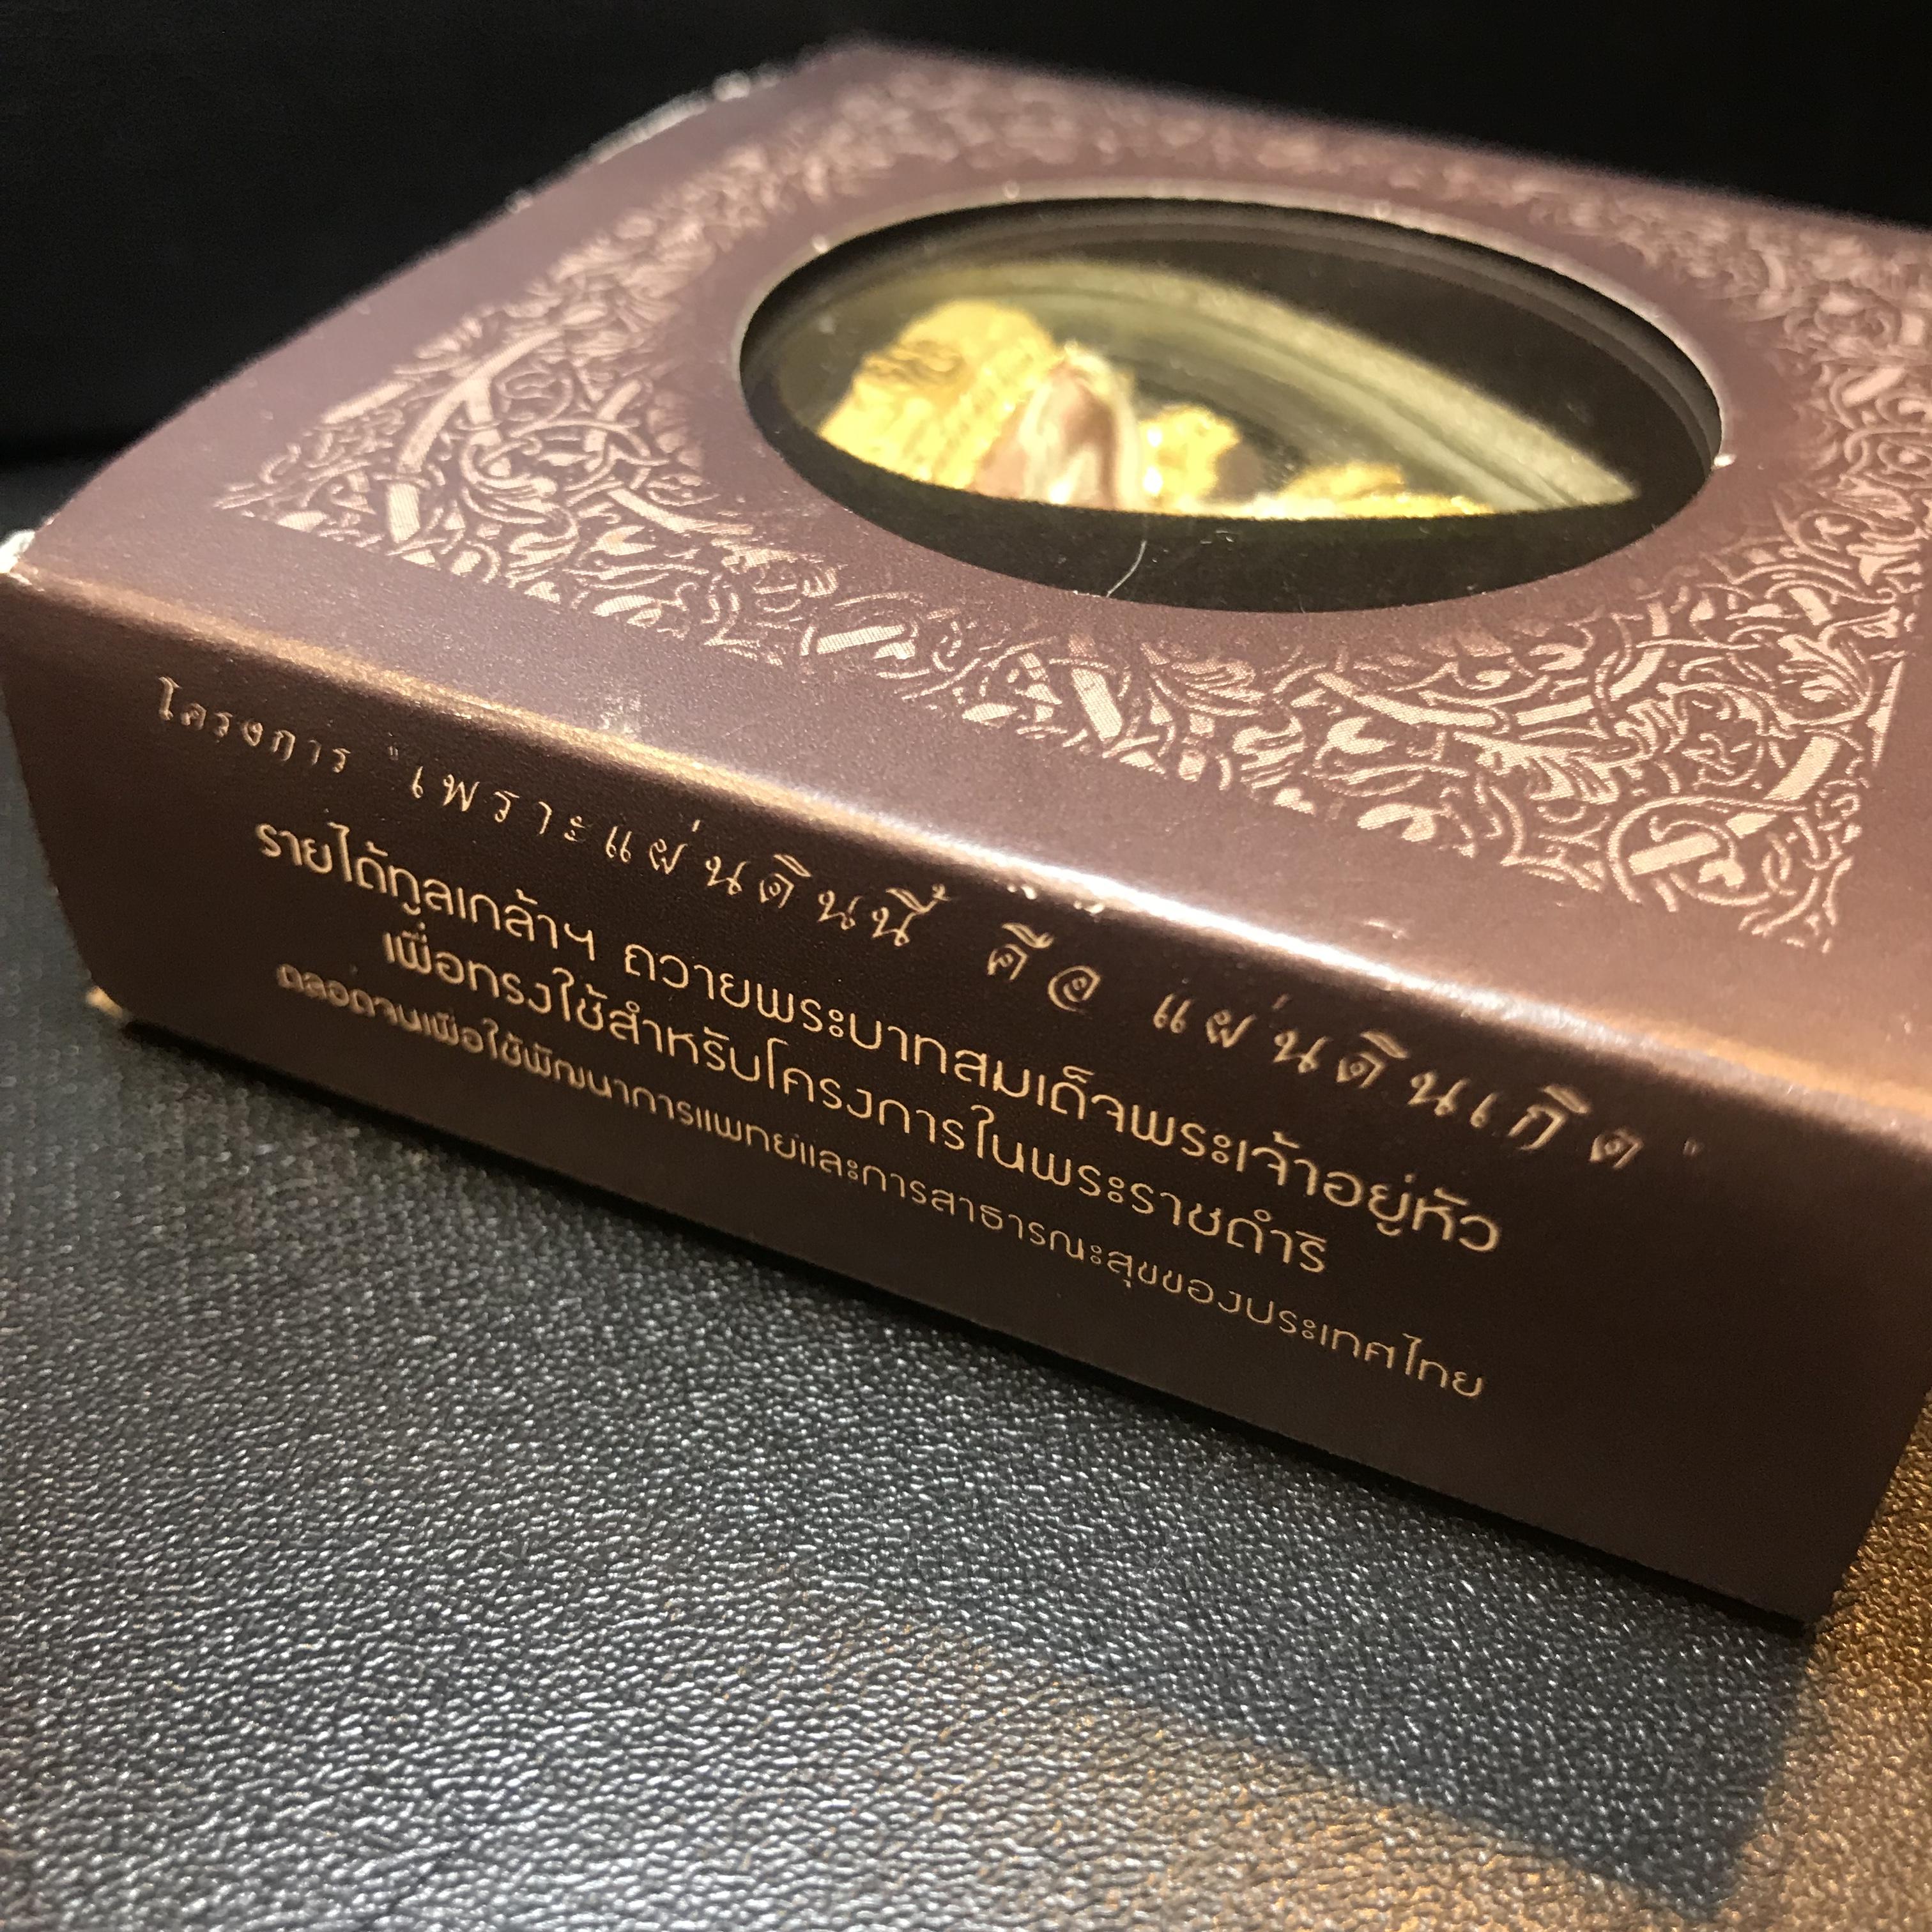 โครงการ "เพราะแผ่นดินนี้ คือ แผ่นดินเกิด"
รายได้ทูลเกล้าฯ ถวายพระบาทสมเด็จพระเจ้าอยู่หัว
เพื่อทรงใช้สำหรับโครงการในพระราชดำริ
ตลอดจนเพื่อใช้พัฒนาการแพทย์และการสาธารณะสุขของประเทศไทย